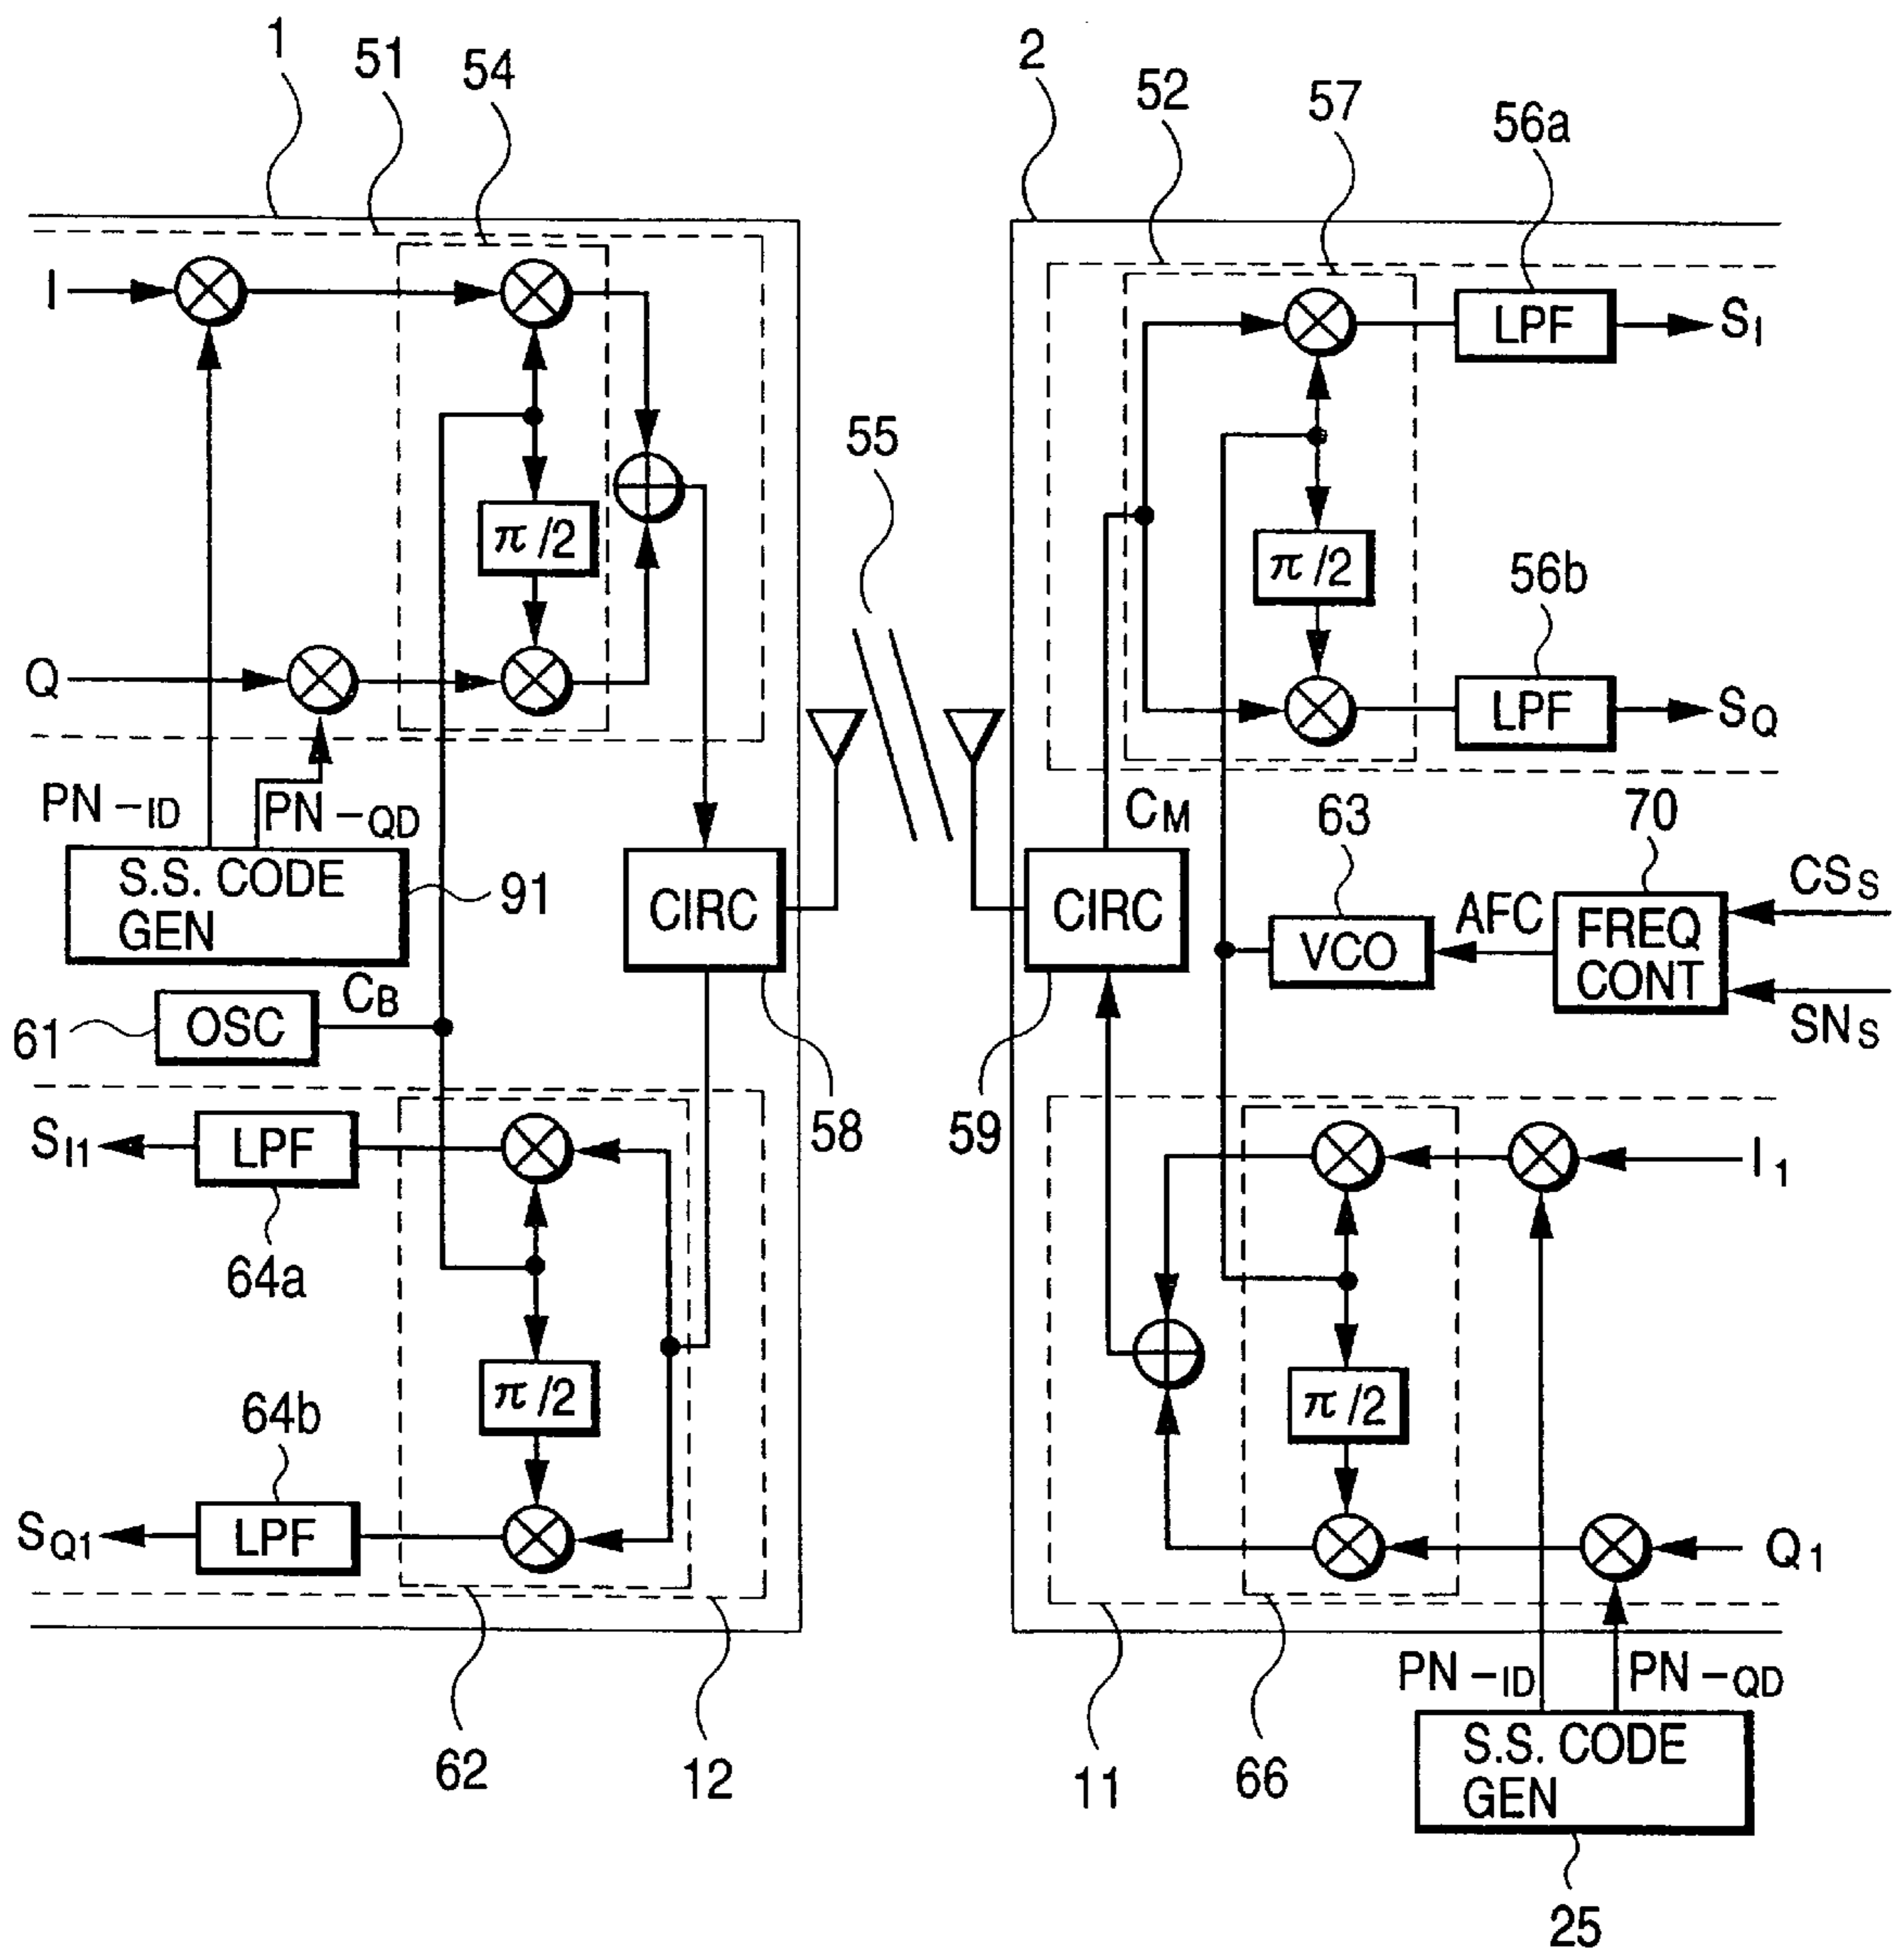 1
51
54
2
52
57
56a
I
LPF
S_I
55
π/2
π/2
56b
Q
LPF
S_Q
PN-ID
PN-QD
C_M
63
70
S.S. CODE
GEN
91
CIRC
CIRC
VCO
AFC
FREQ
CONT
CS_S
SN_S
C_B
61
OSC
58
59
S_I1
LPF
64a
I_1
π/2
π/2
64b
S_Q1
LPF
Q_1
62
12
11
66
PN-ID
PN-QD
S.S. CODE
GEN
25